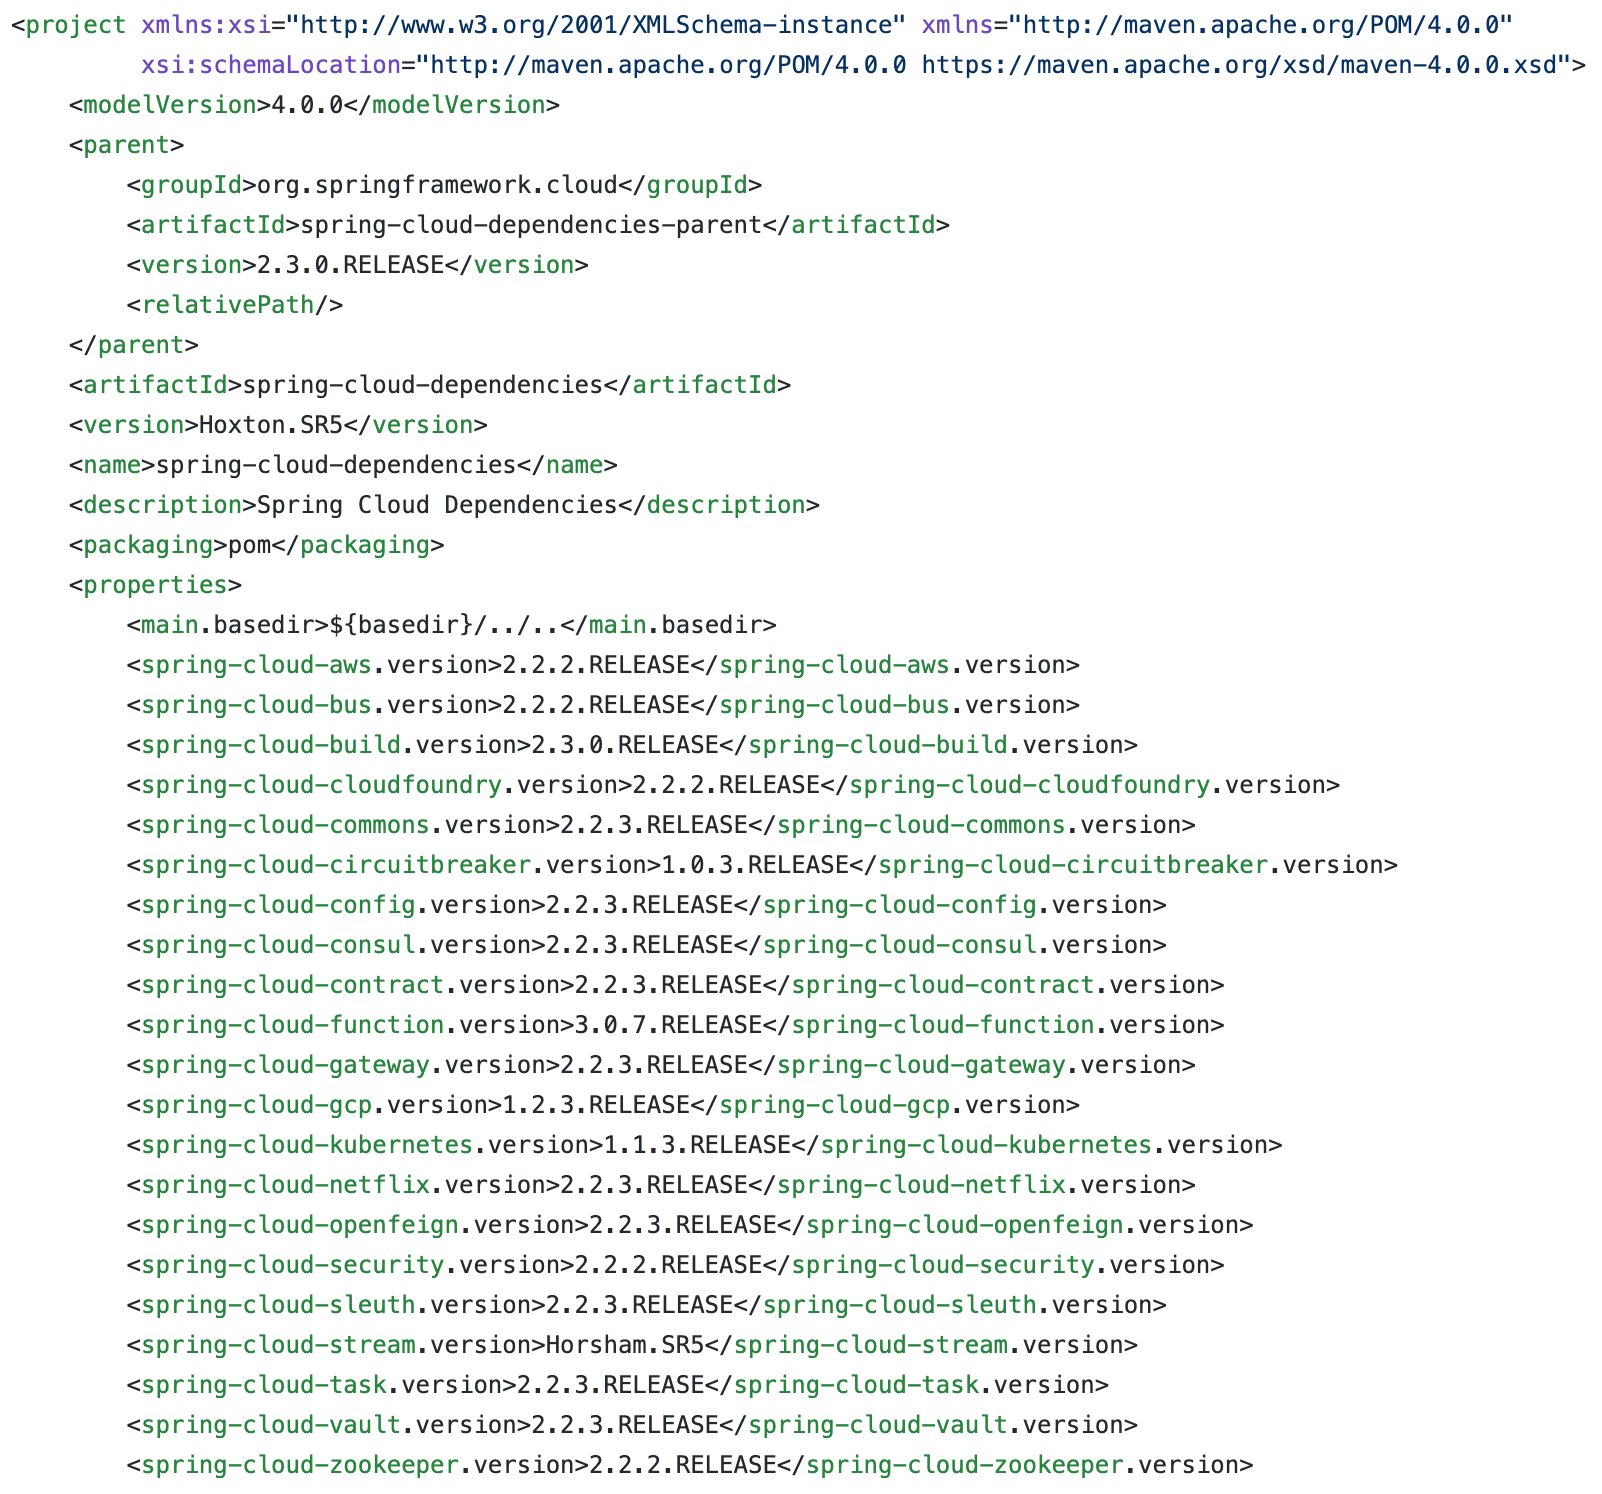 <project xmlns:xsi="http://www.w3.org/2001/XMLSchema-instance" xmlns="http://maven.apache.org/POM/4.0.0"
         xsi:schemaLocation="http://maven.apache.org/POM/4.0.0 https://maven.apache.org/xsd/maven-4.0.0.xsd">
    <modelVersion>4.0.0</modelVersion>
    <parent>
        <groupId>org.springframework.cloud</groupId>
        <artifactId>spring-cloud-dependencies-parent</artifactId>
        <version>2.3.0.RELEASE</version>
        <relativePath/>
    </parent>
    <artifactId>spring-cloud-dependencies</artifactId>
    <version>Hoxton.SR5</version>
    <name>spring-cloud-dependencies</name>
    <description>Spring Cloud Dependencies</description>
    <packaging>pom</packaging>
    <properties>
        <main.basedir>${basedir}/../..</main.basedir>
        <spring-cloud-aws.version>2.2.2.RELEASE</spring-cloud-aws.version>
        <spring-cloud-bus.version>2.2.2.RELEASE</spring-cloud-bus.version>
        <spring-cloud-build.version>2.3.0.RELEASE</spring-cloud-build.version>
        <spring-cloud-cloudfoundry.version>2.2.2.RELEASE</spring-cloud-cloudfoundry.version>
        <spring-cloud-commons.version>2.2.3.RELEASE</spring-cloud-commons.version>
        <spring-cloud-circuitbreaker.version>1.0.3.RELEASE</spring-cloud-circuitbreaker.version>
        <spring-cloud-config.version>2.2.3.RELEASE</spring-cloud-config.version>
        <spring-cloud-consul.version>2.2.3.RELEASE</spring-cloud-consul.version>
        <spring-cloud-contract.version>2.2.3.RELEASE</spring-cloud-contract.version>
        <spring-cloud-function.version>3.0.7.RELEASE</spring-cloud-function.version>
        <spring-cloud-gateway.version>2.2.3.RELEASE</spring-cloud-gateway.version>
        <spring-cloud-gcp.version>1.2.3.RELEASE</spring-cloud-gcp.version>
        <spring-cloud-kubernetes.version>1.1.3.RELEASE</spring-cloud-kubernetes.version>
        <spring-cloud-netflix.version>2.2.3.RELEASE</spring-cloud-netflix.version>
        <spring-cloud-openfeign.version>2.2.3.RELEASE</spring-cloud-openfeign.version>
        <spring-cloud-security.version>2.2.2.RELEASE</spring-cloud-security.version>
        <spring-cloud-sleuth.version>2.2.3.RELEASE</spring-cloud-sleuth.version>
        <spring-cloud-stream.version>Horsham.SR5</spring-cloud-stream.version>
        <spring-cloud-task.version>2.2.3.RELEASE</spring-cloud-task.version>
        <spring-cloud-vault.version>2.2.3.RELEASE</spring-cloud-vault.version>
        <spring-cloud-zookeeper.version>2.2.2.RELEASE</spring-cloud-zookeeper.version>